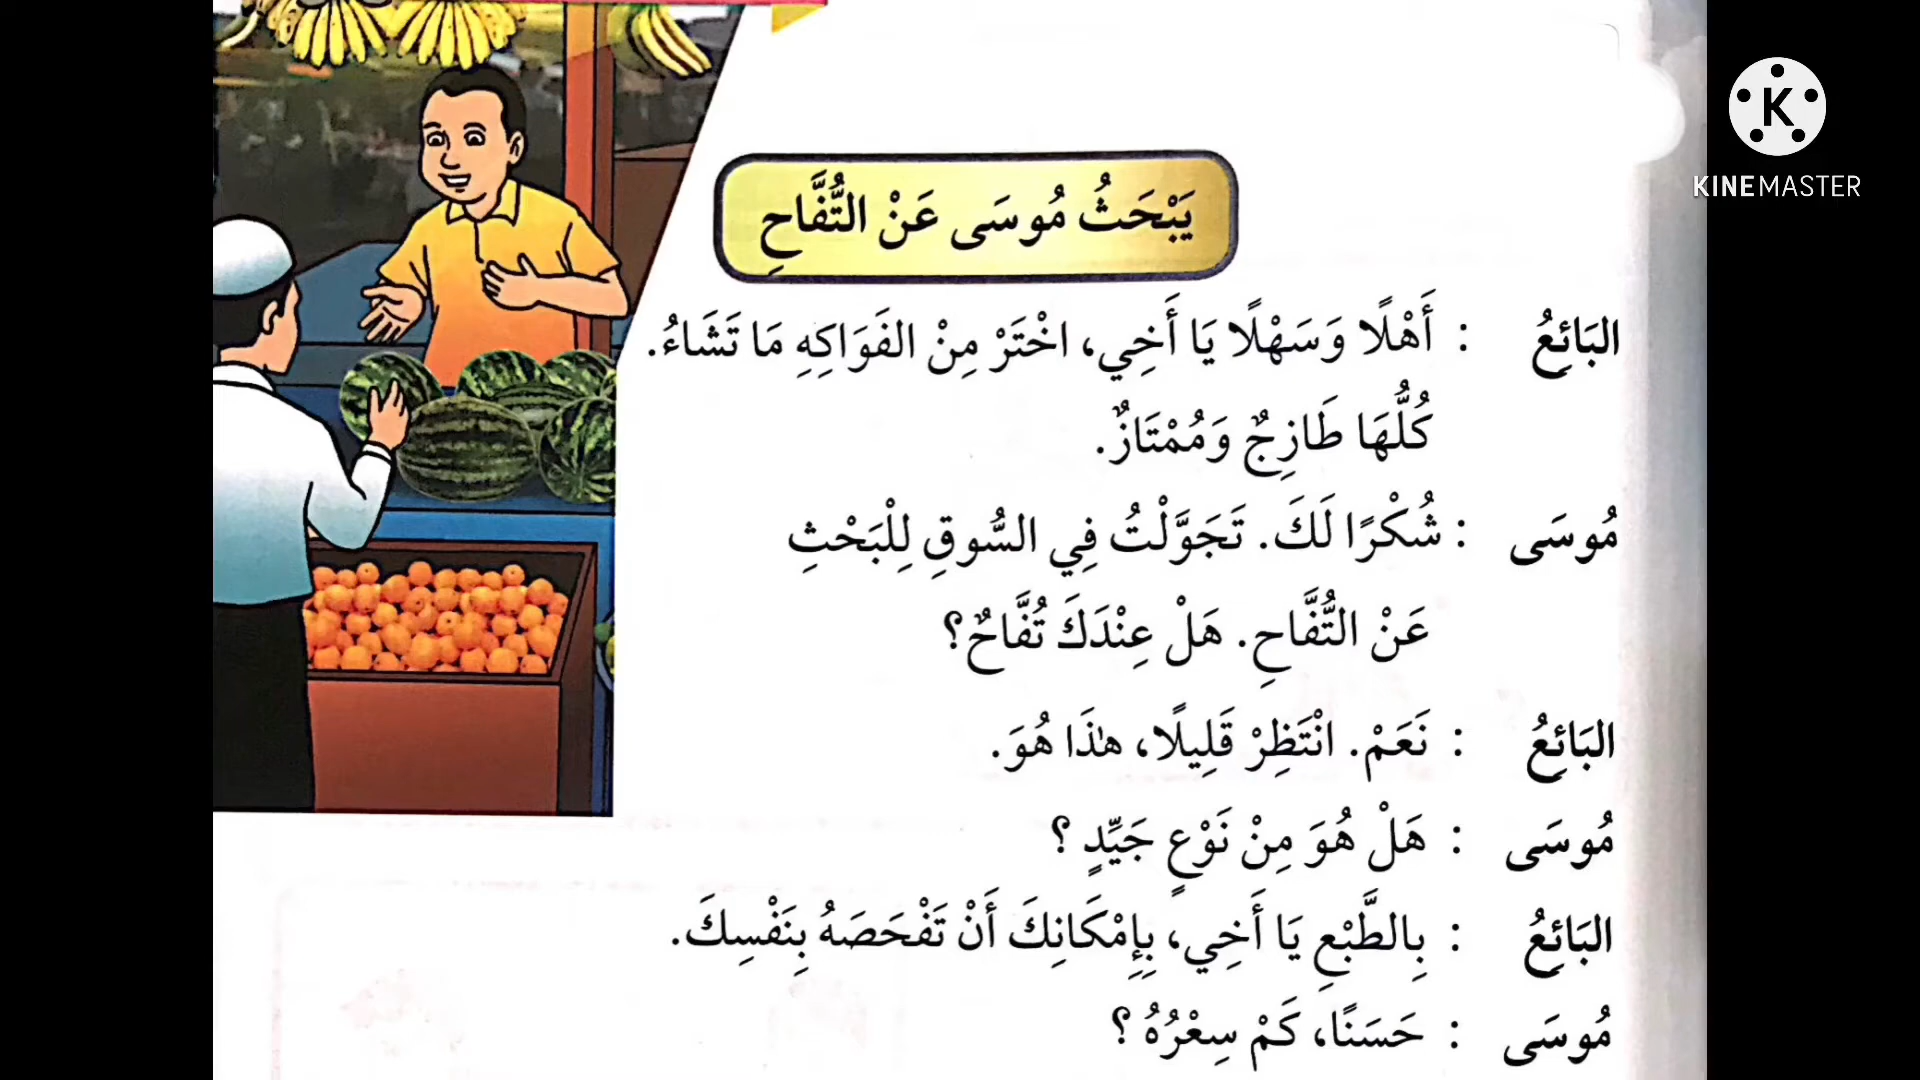 يَبْحَثُ مُوسَى عَنْ التُّفَّاحِ
البَائِعُ : أَهْلًا وَسَهْلًا يَا أَخِي، اخْتَرْ مِنْ الفَوَاكِهِ مَا تَشَاءُ.
كُلُّهَا طَازِجٌ وَمُمْتَازٌ.
مُوسَى : شُكْرًا لَكَ. تَجَوَّلْتُ فِي السُّوقِ لِلْبَحْثِ
عَنْ التُّفَّاحِ. هَلْ عِنْدَكَ تُفَّاحٌ؟
البَائِعُ : نَعَمْ. انْتَظِرْ قَلِيلًا، هٰذَا هُوَ.
مُوسَى : هَلْ هُوَ مِنْ نَوْعٍ جَيِّدٍ ؟
البَائِعُ : بِالطَّبْعِ يَا أَخِي، بِإِمْكَانِكَ أَنْ تَفْحَصَهُ بِنَفْسِكَ.
مُوسَى : حَسَنًا، كَمْ سِعْرُهُ ؟
K
KINEMASTER